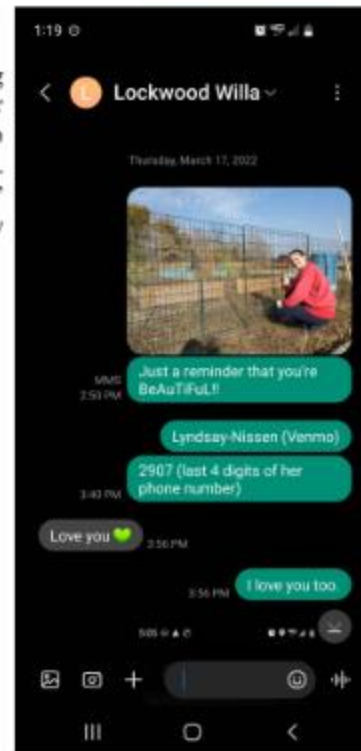 1:19
L Lockwood Willa
Thursday, March 17, 2022
Just a reminder that you're
BeAuTiFuL!!
MMS
2:50 PM
Lyndsay-Nissen (Venmo)
2907 (last 4 digits of her
phone number)
3:40 PM
Love you 💚
3:56 PM
I love you too.
3:56 PM
5:05